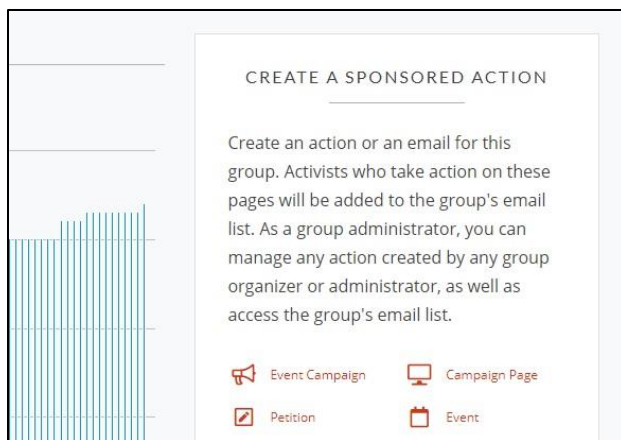 CREATE A SPONSORED ACTION
Create an action or an email for this
group. Activists who take action on these
pages will be added to the group's email
list. As a group administrator, you can
manage any action created by any group
organizer or administrator, as well as
access the group's email list.
Event Campaign
Campaign Page
Petition
Event